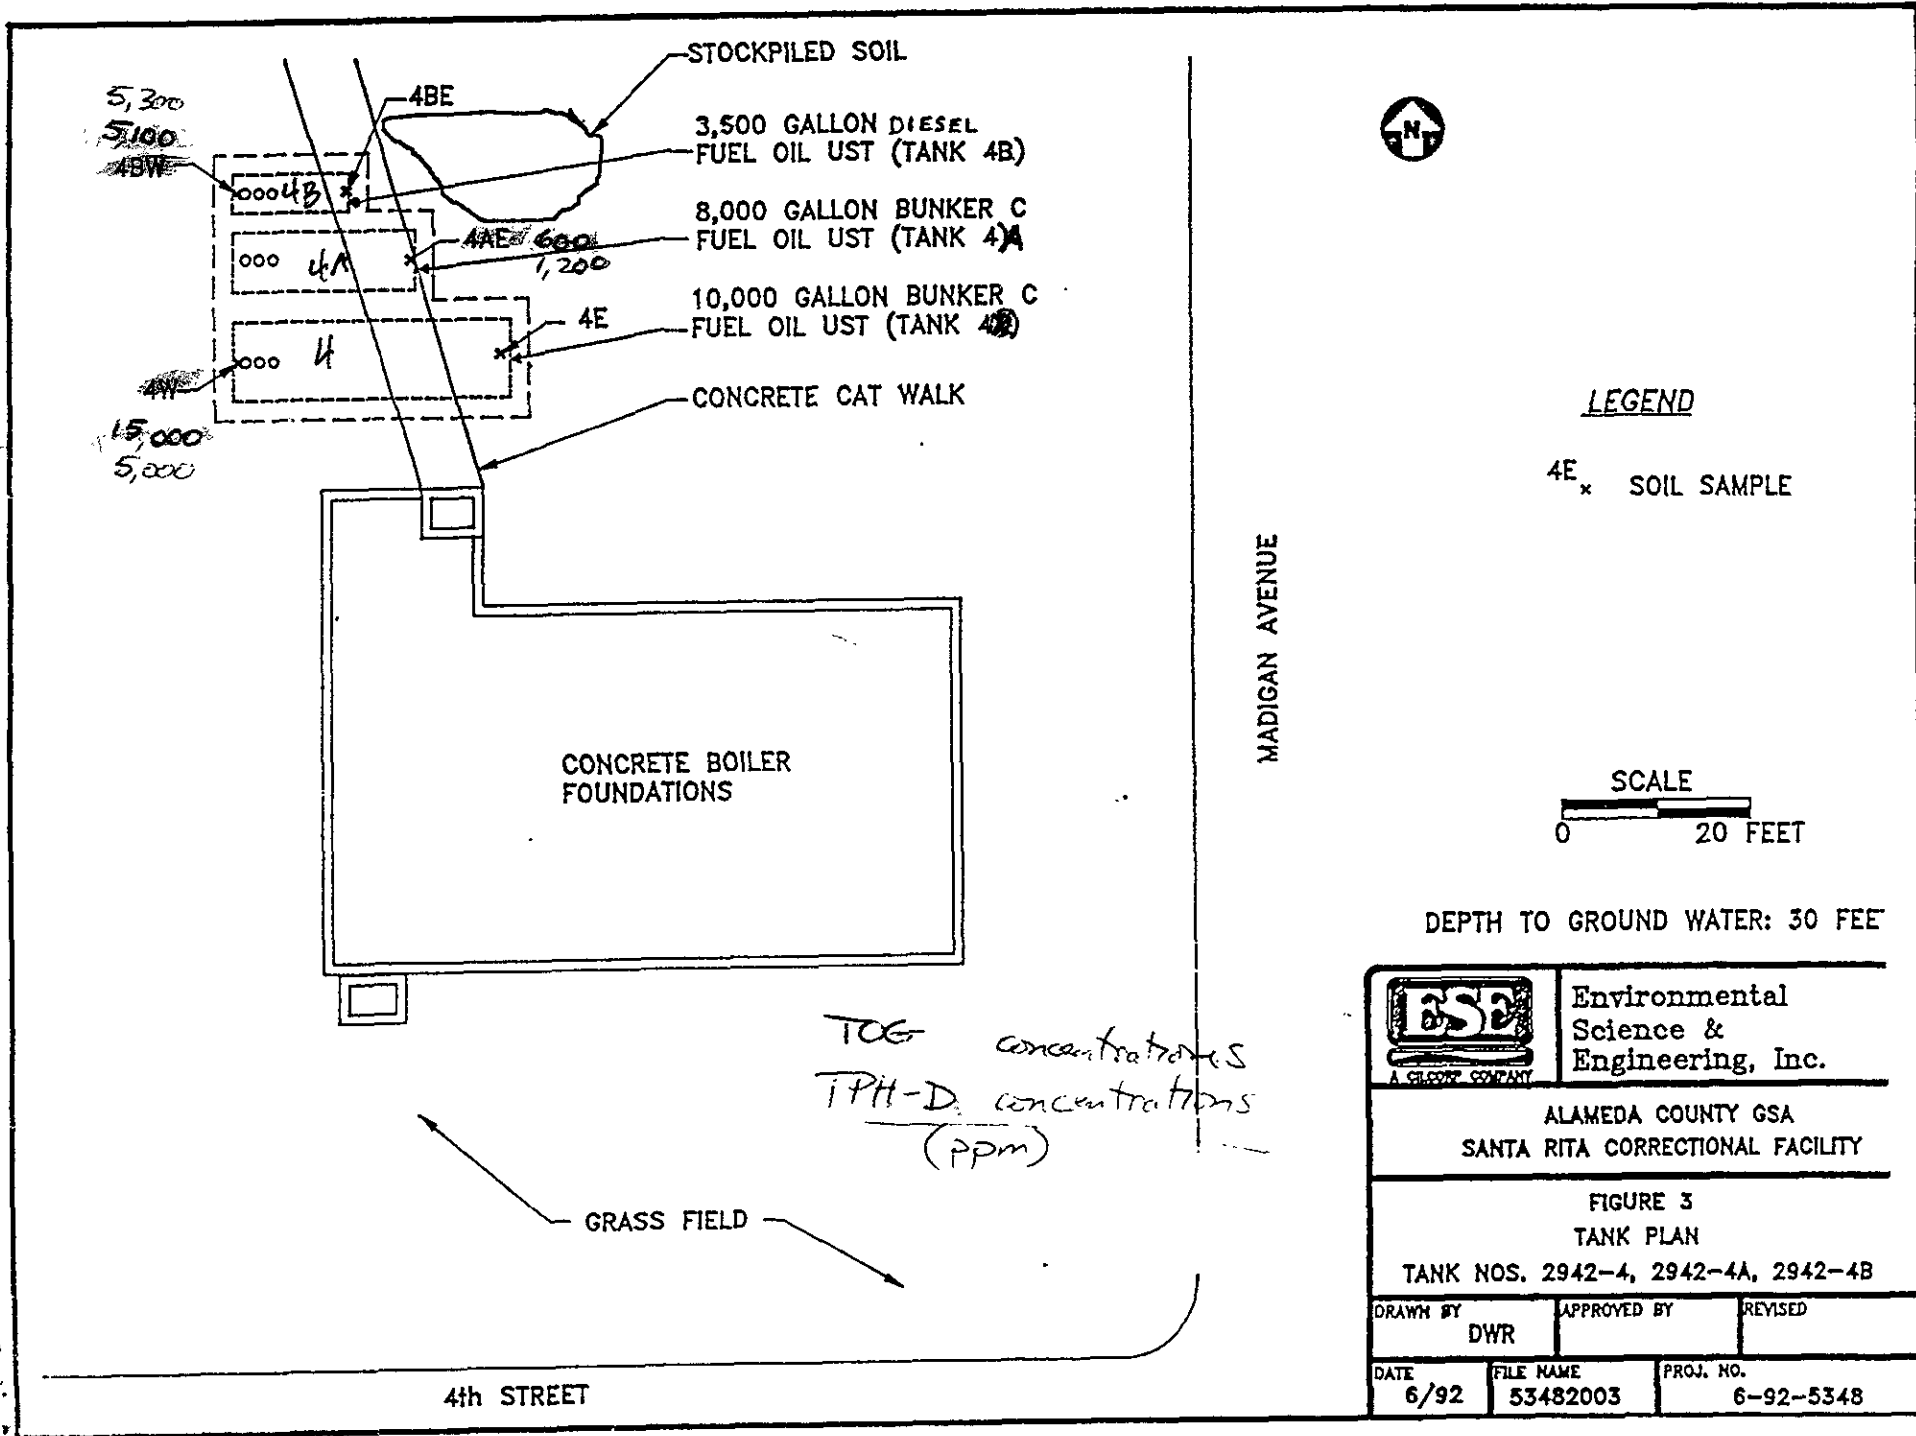 STOCKPILED SOIL
5,300
5,100
4BW
4BE
3,500 GALLON DIESEL
FUEL OIL UST (TANK 4B)
4B
8,000 GALLON BUNKER C
FUEL OIL UST (TANK 4)A
4AE 600
1,200
4A
10,000 GALLON BUNKER C
FUEL OIL UST (TANK 4)
4E
4
4W
15,000
5,000
CONCRETE CAT WALK
N
LEGEND
4E x SOIL SAMPLE
MADIGAN AVENUE
CONCRETE BOILER
FOUNDATIONS
SCALE
0 20 FEET
DEPTH TO GROUND WATER: 30 FEE
TOG concentrations
TPH-D concentrations
(ppm)
GRASS FIELD
4th STREET
ESE
A CILCORP COMPANY
Environmental
Science &
Engineering, Inc.
ALAMEDA COUNTY GSA
SANTA RITA CORRECTIONAL FACILITY
FIGURE 3
TANK PLAN
TANK NOS. 2942-4, 2942-4A, 2942-4B
DRAWN BY
DWR
APPROVED BY
REVISED
DATE
6/92
FILE NAME
53482003
PROJ. NO.
6-92-5348